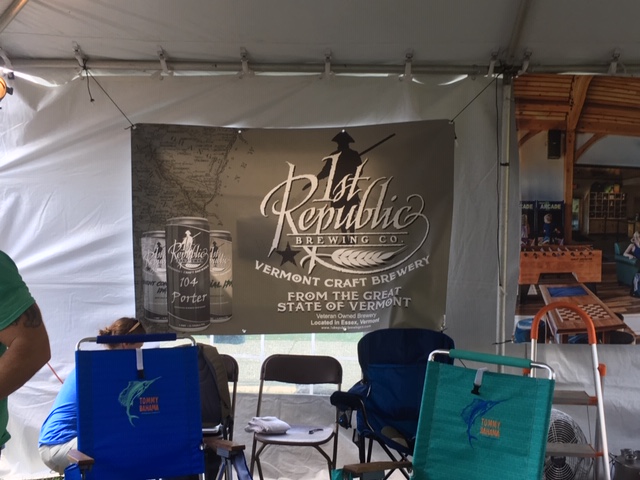 1st
Republic
BREWING CO.
VERMONT CRAFT BREWERY
FROM THE GREAT
STATE OF VERMONT
Veteran Owned Brewery
Located in Essex, Vermont
104
Porter
TOMMY
BAHAMA
TOMMY
BAHAMA
ARCADE